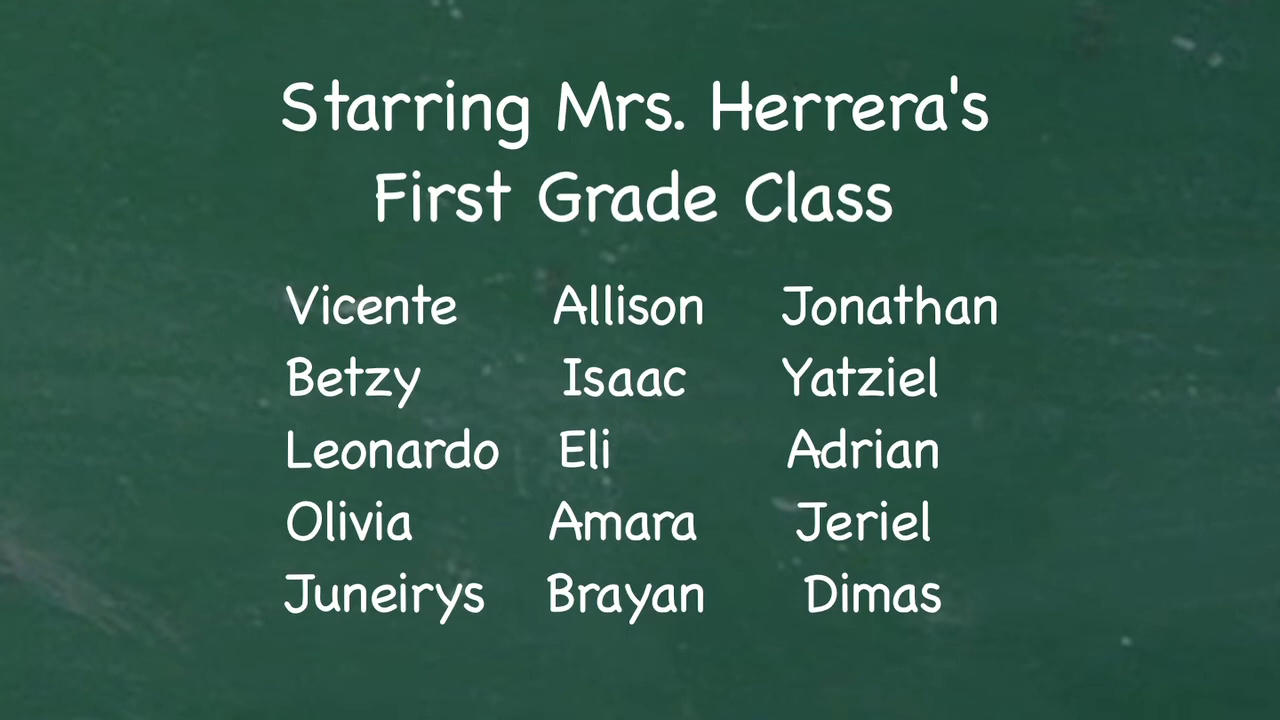 Starring Mrs. Herrera's
First Grade Class
Vicente Allison Jonathan
Betzy Isaac Yatziel
Leonardo Eli Adrian
Olivia Amara Jeriel
Juneirys Brayan Dimas